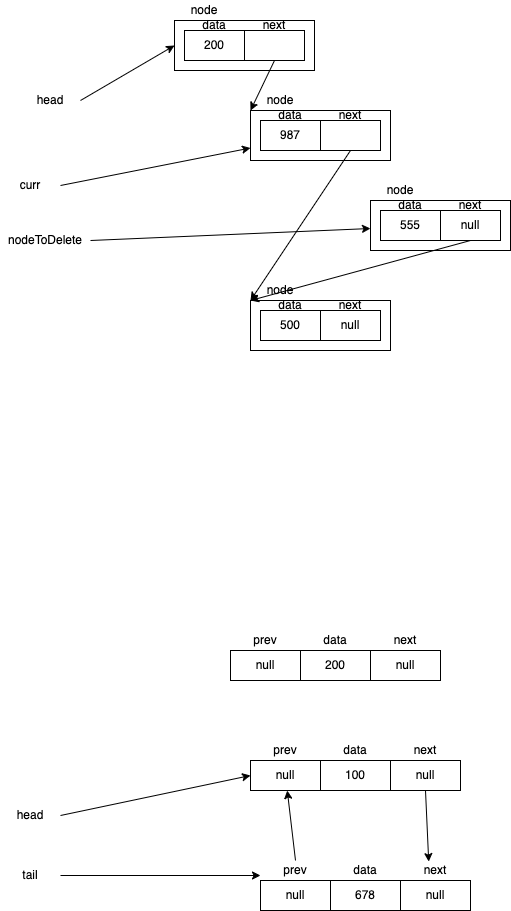 node
data next
200
head
node
data next
987
curr
node
data next
nodeToDelete
555 null
node
data next
500 null
prev data next
null 200 null
prev data next
null 100 null
head
prev data next
tail
null 678 null